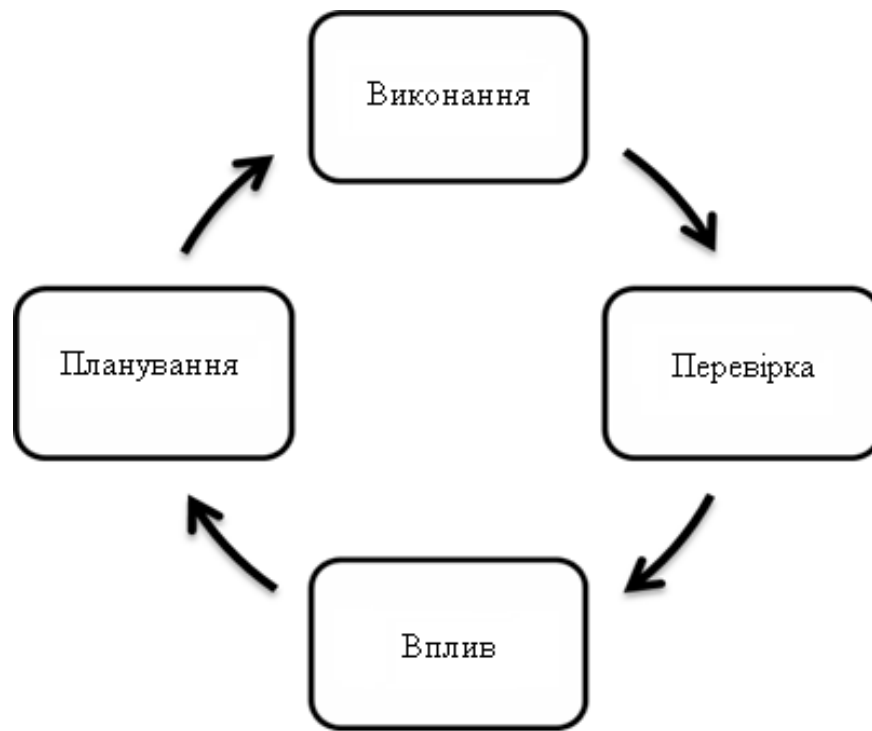 Виконання
Планування
Перевірка
Вплив